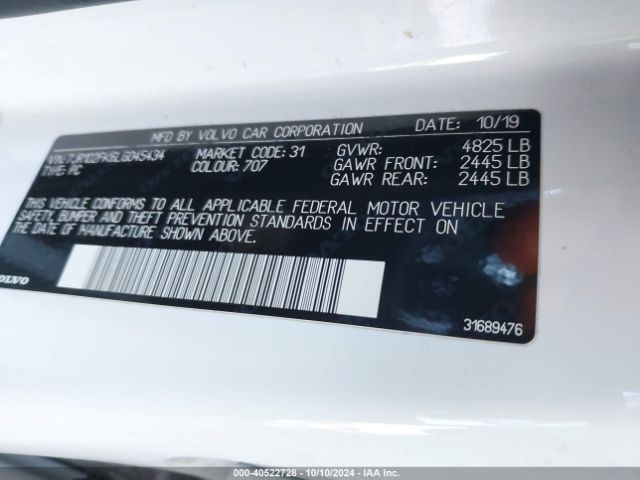 MFD BY VOLVO CAR CORPORATION DATE: 10/19
VIN: 7JR102FK6LG045434 MARKET CODE: 31 GVWR: 4825 LB
TYPE: PC COLOUR: 707 GAWR FRONT: 2445 LB
GAWR REAR: 2445 LB
THIS VEHICLE CONFORMS TO ALL APPLICABLE FEDERAL MOTOR VEHICLE
SAFETY, BUMPER AND THEFT PREVENTION STANDARDS IN EFFECT ON
THE DATE OF MANUFACTURE SHOWN ABOVE.
VOLVO
31689476
000-40522728 - 10/10/2024 - IAA Inc.